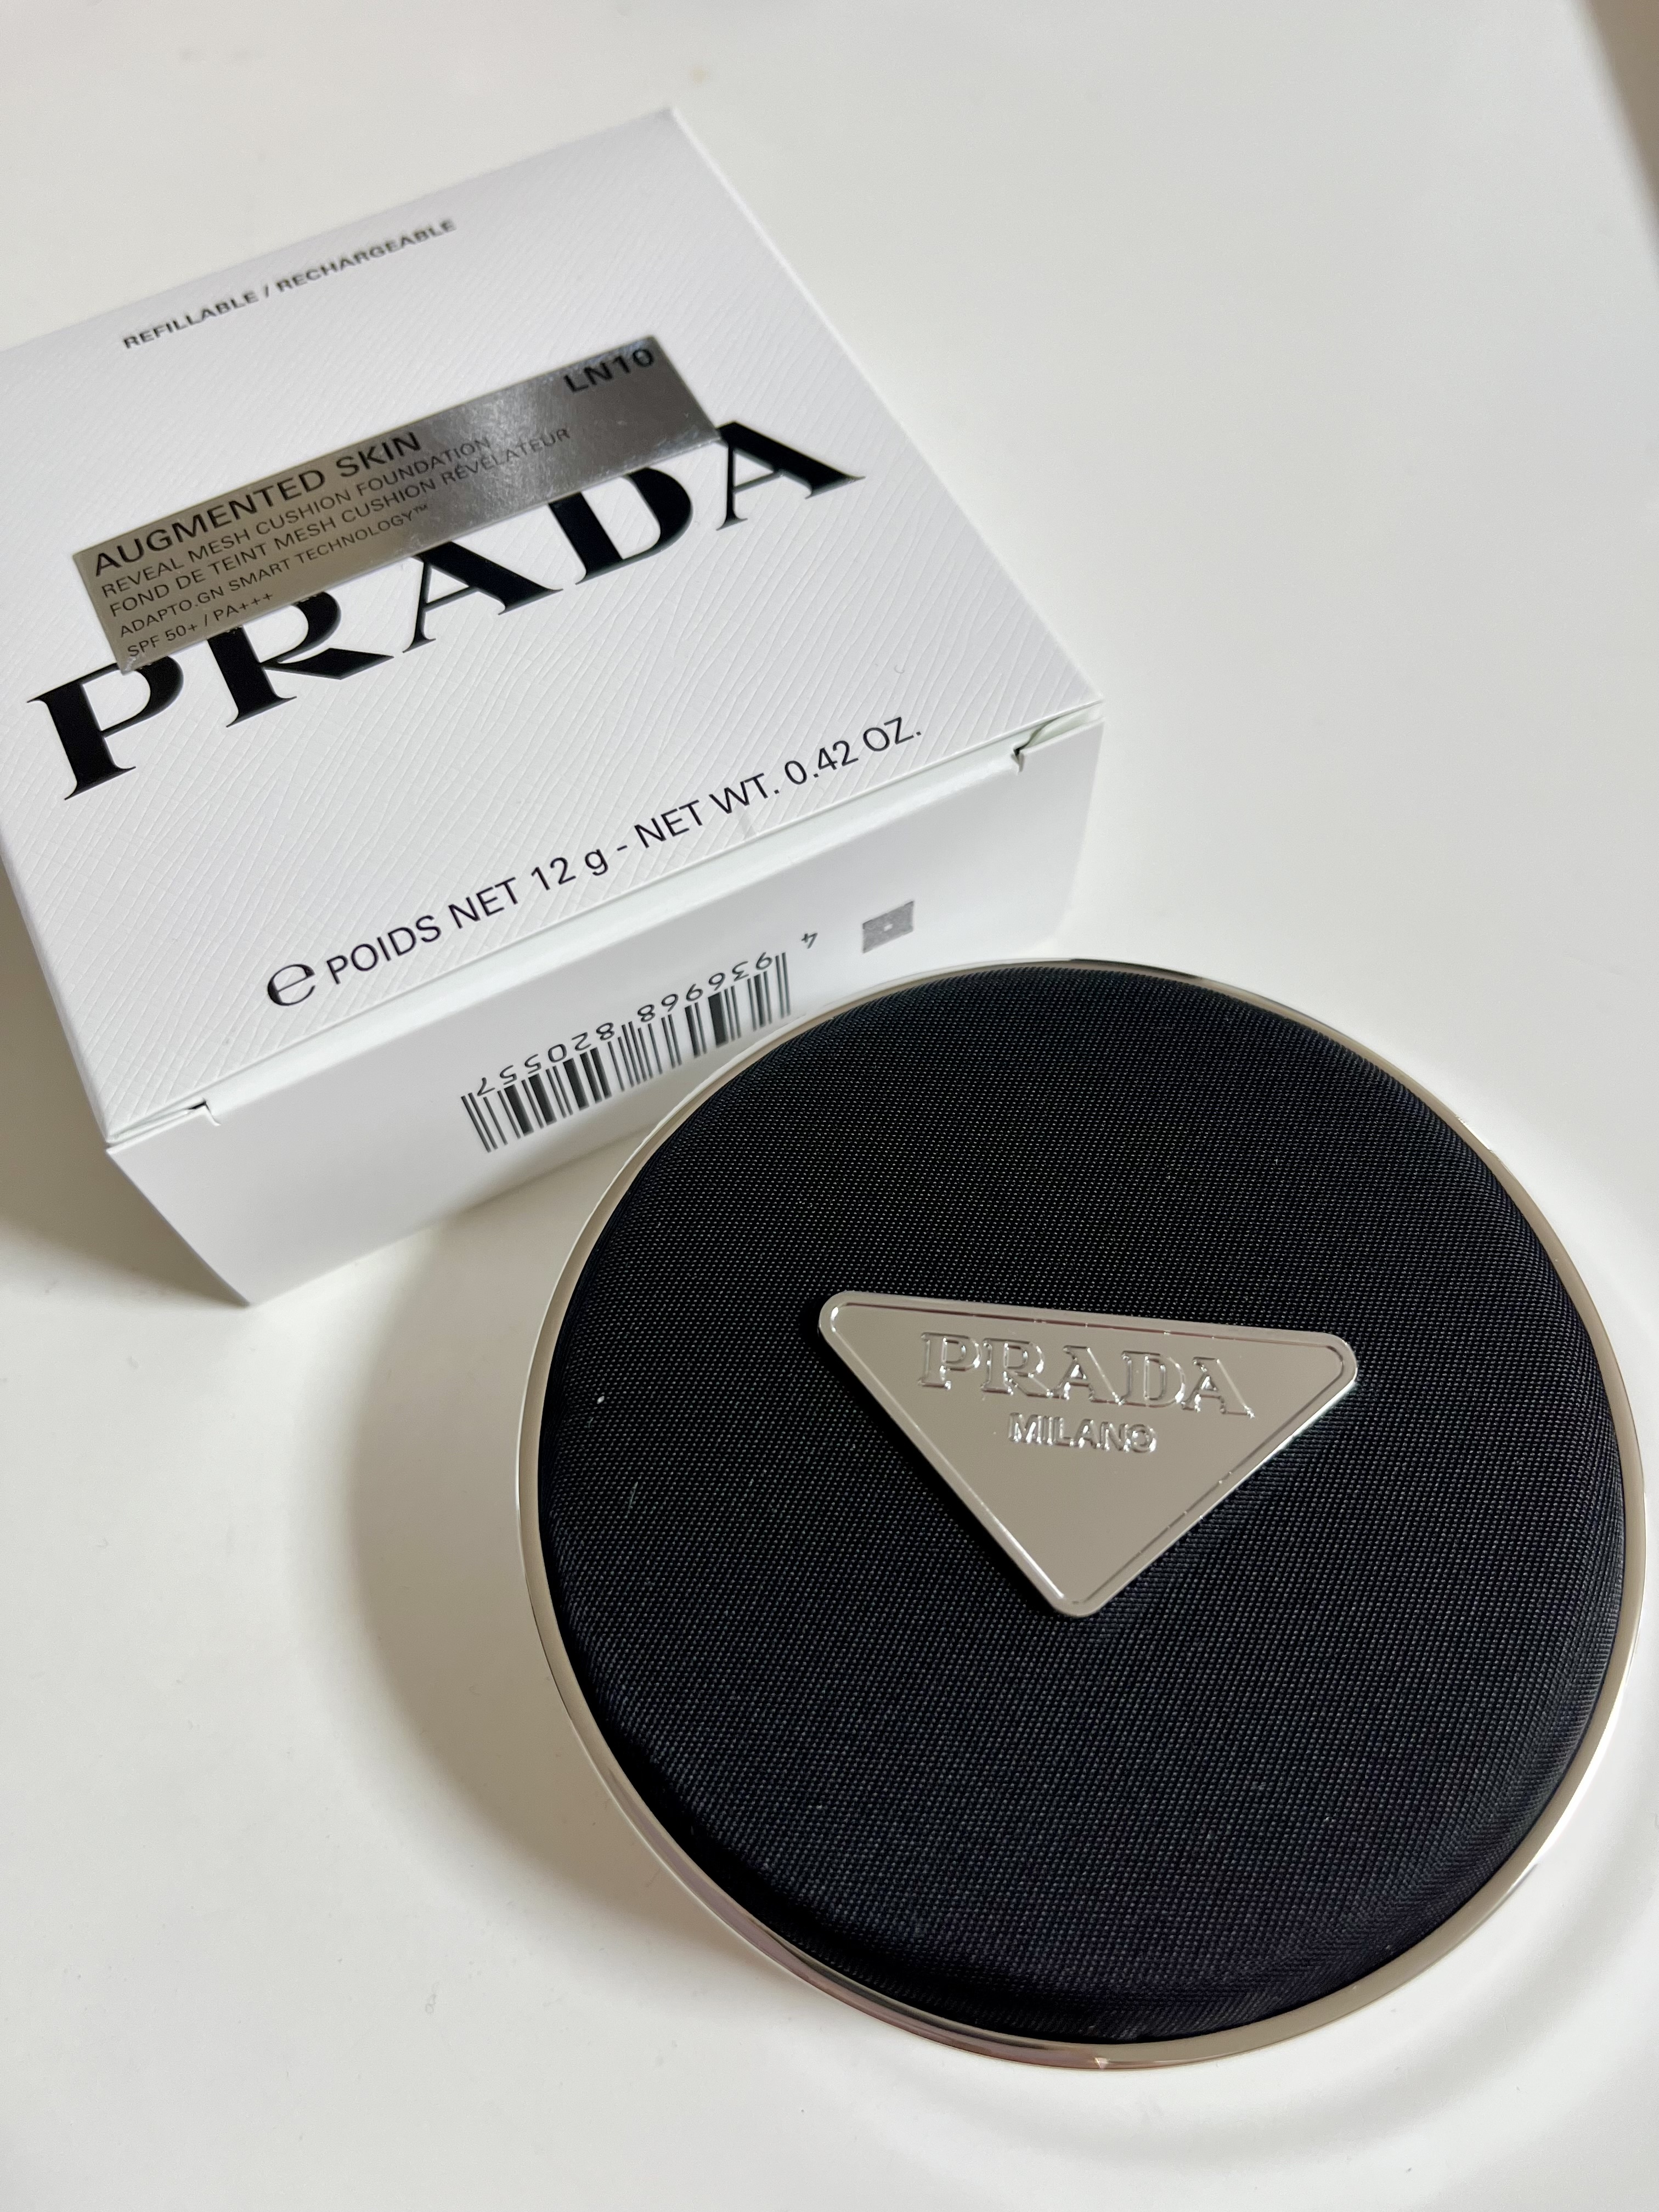 REFILLABLE / RECHARGEABLE
LN10
AUGMENTED SKIN
REVEAL MESH CUSHION FOUNDATION
FOND DE TEINT MESH CUSHION RÉVÉLATEUR
ADAPTO.GN SMART TECHNOLOGY™
SPF 50+ / PA+++
PRADA
℮ POIDS NET 12 g - NET WT. 0.42 OZ.
4 936968 820557
PRADA
MILANO